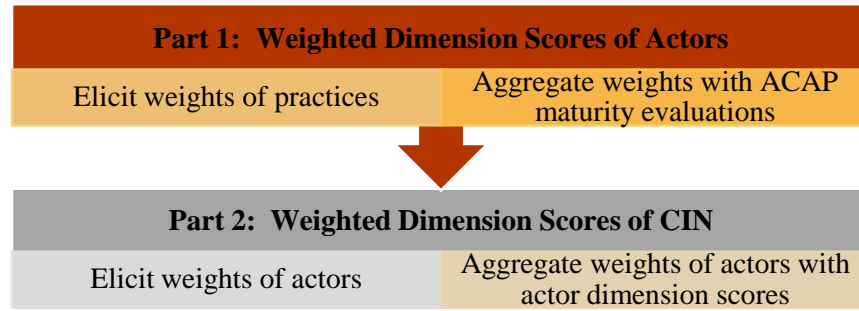 Part 1:  Weighted Dimension Scores of Actors
Elicit weights of practices
Aggregate weights with ACAP
maturity evaluations
Part 2:  Weighted Dimension Scores of CIN
Elicit weights of actors
Aggregate weights of actors with
actor dimension scores